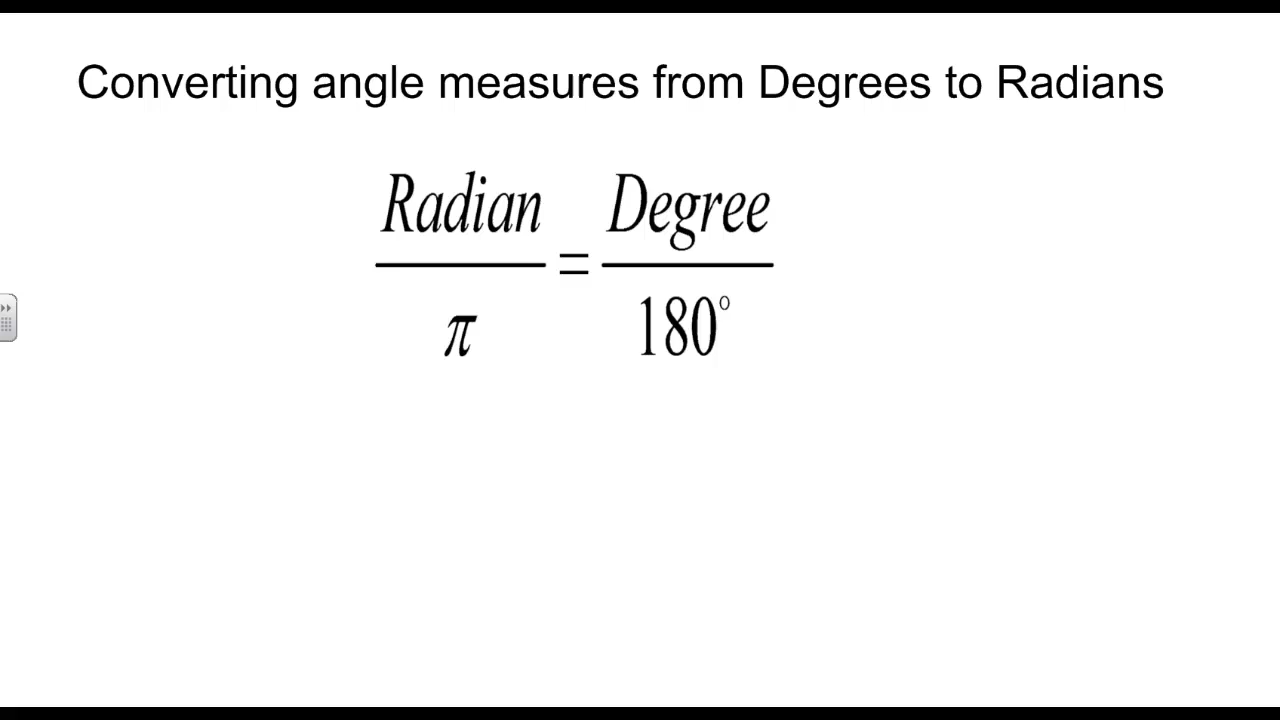 Converting angle measures from Degrees to Radians
Radian / π = Degree / 180°